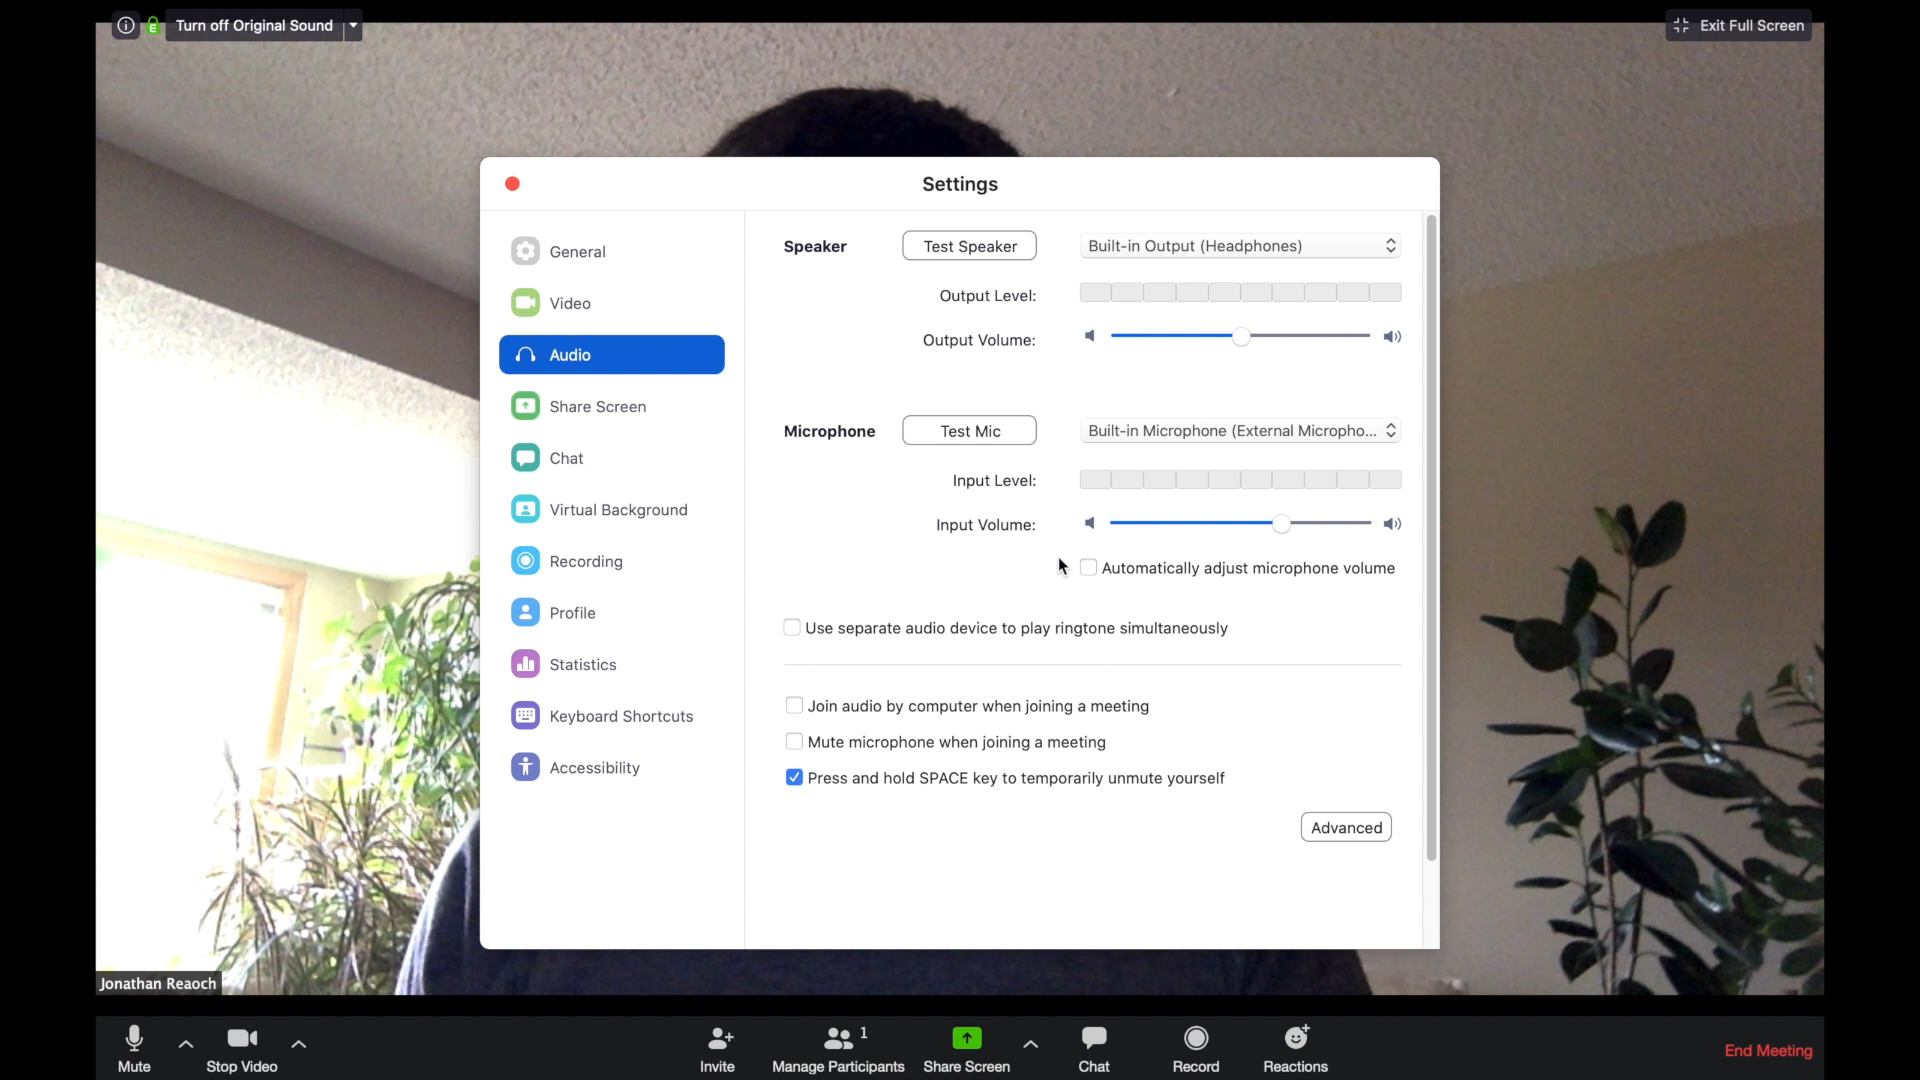 Turn off Original Sound
Exit Full Screen
Settings
General
Video
Audio
Share Screen
Chat
Virtual Background
Recording
Profile
Statistics
Keyboard Shortcuts
Accessibility
Speaker
Test Speaker
Built-in Output (Headphones)
Output Level:
Output Volume:
Microphone
Test Mic
Built-in Microphone (External Micropho...
Input Level:
Input Volume:
Automatically adjust microphone volume
Use separate audio device to play ringtone simultaneously
Join audio by computer when joining a meeting
Mute microphone when joining a meeting
Press and hold SPACE key to temporarily unmute yourself
Advanced
Jonathan Reaoch
Mute
Stop Video
Invite
1
Manage Participants
Share Screen
Chat
Record
Reactions
End Meeting